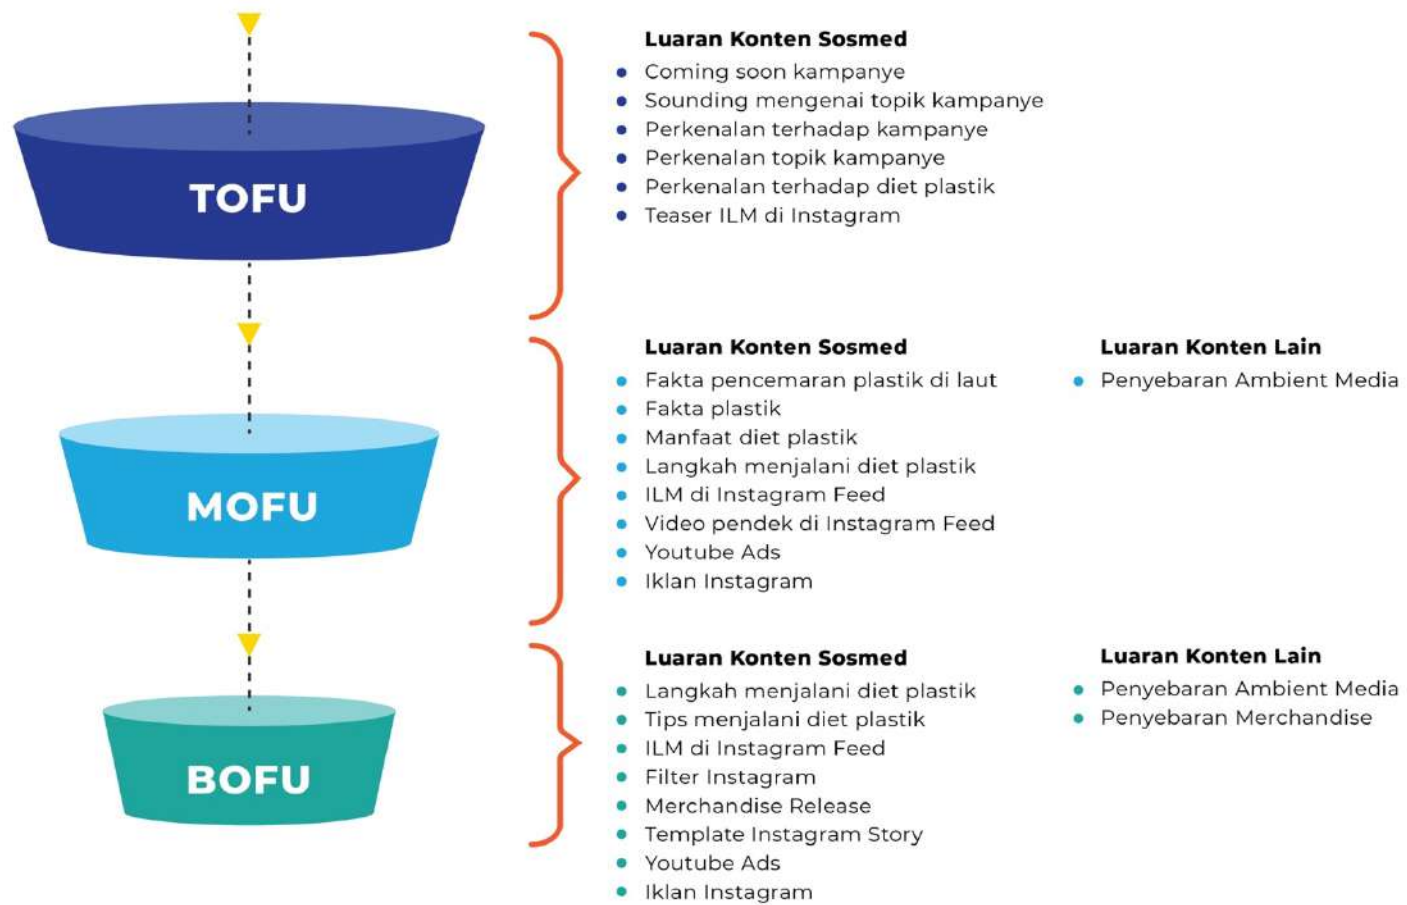 TOFU
Luaran Konten Sosmed
Coming soon kampanye
Sounding mengenai topik kampanye
Perkenalan terhadap kampanye
Perkenalan topik kampanye
Perkenalan terhadap diet plastik
Teaser ILM di Instagram
MOFU
Luaran Konten Sosmed
Fakta pencemaran plastik di laut
Fakta plastik
Manfaat diet plastik
Langkah menjalani diet plastik
ILM di Instagram Feed
Video pendek di Instagram Feed
Youtube Ads
Iklan Instagram
Luaran Konten Lain
Penyebaran Ambient Media
BOFU
Luaran Konten Sosmed
Langkah menjalani diet plastik
Tips menjalani diet plastik
ILM di Instagram Feed
Filter Instagram
Merchandise Release
Template Instagram Story
Youtube Ads
Iklan Instagram
Luaran Konten Lain
Penyebaran Ambient Media
Penyebaran Merchandise